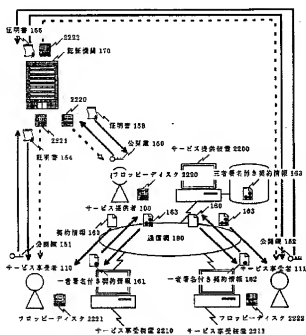 証明書 155
2222
認証機関 170
2220
2221
証明書 153
証明書 154
公開鍵 150
サービス提供装置 2200
フロッピーディスク
2220
三者署名付き契約情報 163
サービス提供者 100
163
160
163
契約情報 160
通信網 180
公開鍵 151
公開鍵 152
サービス享受者 110
サービス享受者 111
二者署名付き契約情報 161
二者署名付き契約情報 162
フロッピーディスク 2221
フロッピーディスク 2222
サービス享受装置 2210
サービス享受装置 2213